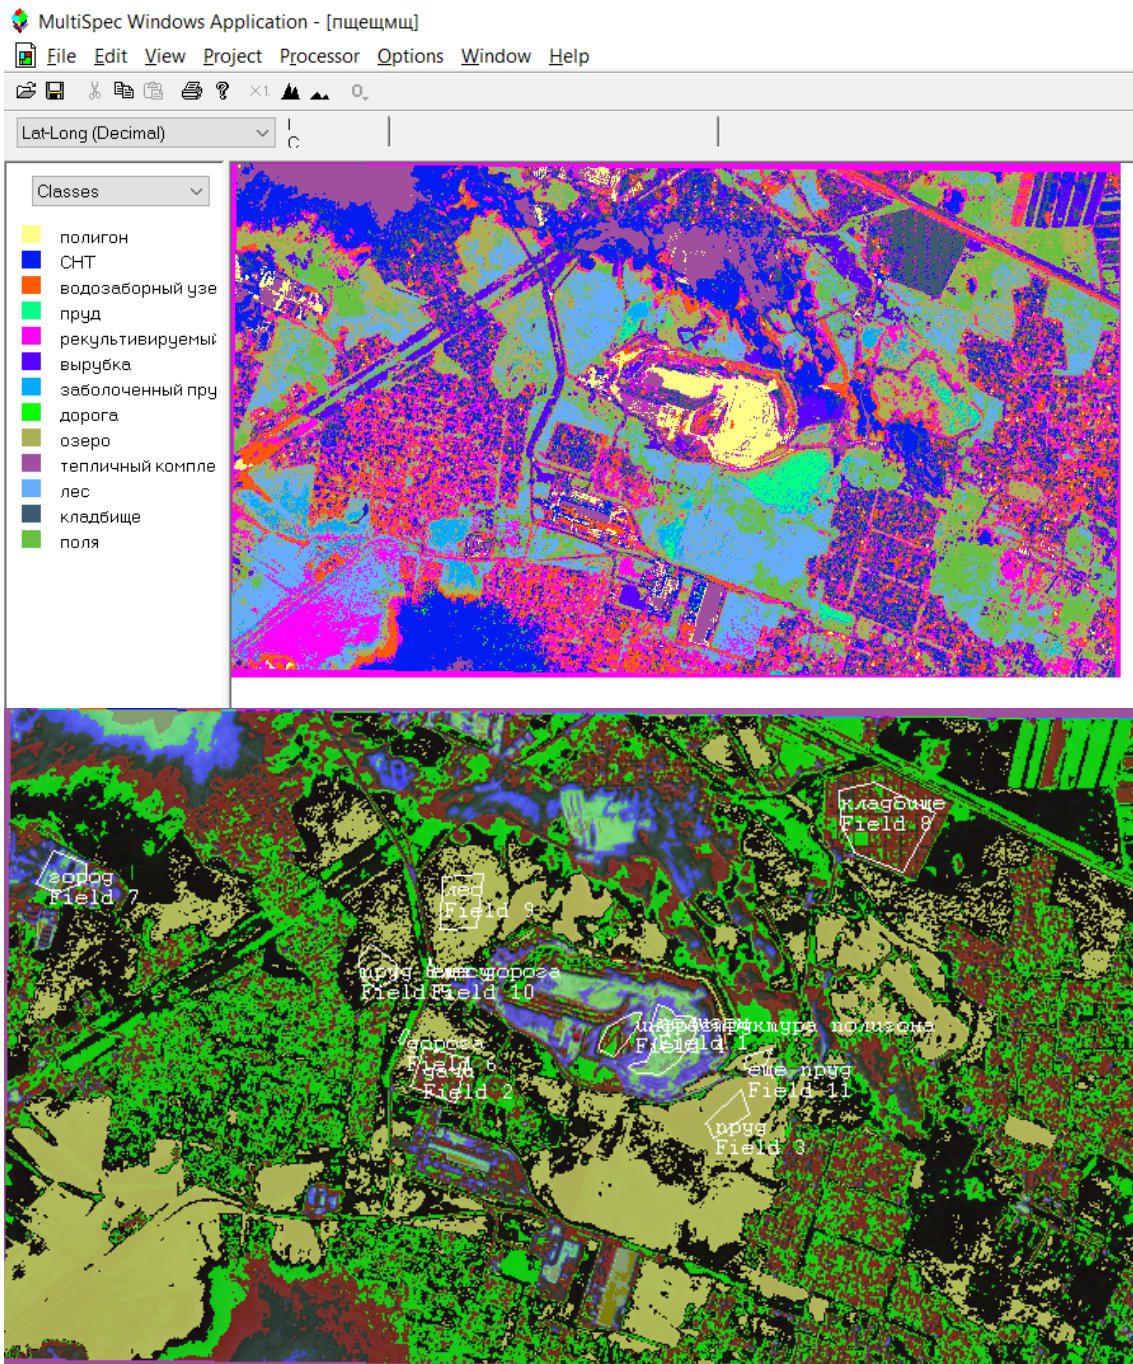 MultiSpec Windows Application - [пщещмщ]
File Edit View Project Processor Options Window Help
×1
Lat-Long (Decimal)
Classes
полигон
СНТ
водозаборный узе
пруд
рекультивируемый
вырубка
заболоченный пру
дорога
озеро
тепличный компле
лес
кладбище
поля
кладбище
Field 8
город
Field 7
лес
Field 9
пруд
дорога
Field 10
полигона
Field 1
дорога
Field 6
Field 2
еще пруд
Field 11
пруд
Field 3